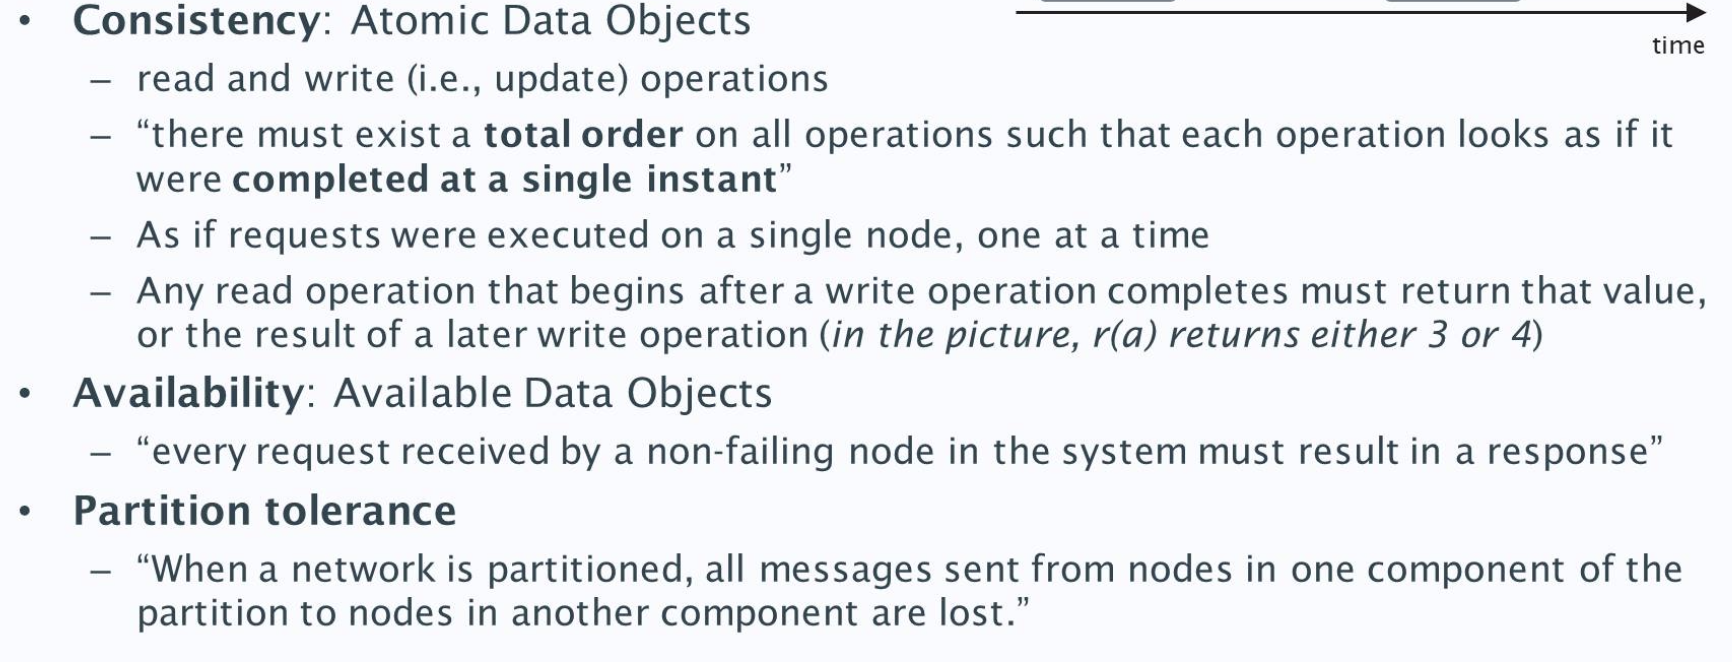 • Consistency: Atomic Data Objects
time
– read and write (i.e., update) operations
– “there must exist a total order on all operations such that each operation looks as if it
were completed at a single instant”
– As if requests were executed on a single node, one at a time
– Any read operation that begins after a write operation completes must return that value,
or the result of a later write operation (in the picture, r(a) returns either 3 or 4)
• Availability: Available Data Objects
– “every request received by a non-failing node in the system must result in a response”
• Partition tolerance
– “When a network is partitioned, all messages sent from nodes in one component of the
partition to nodes in another component are lost.”